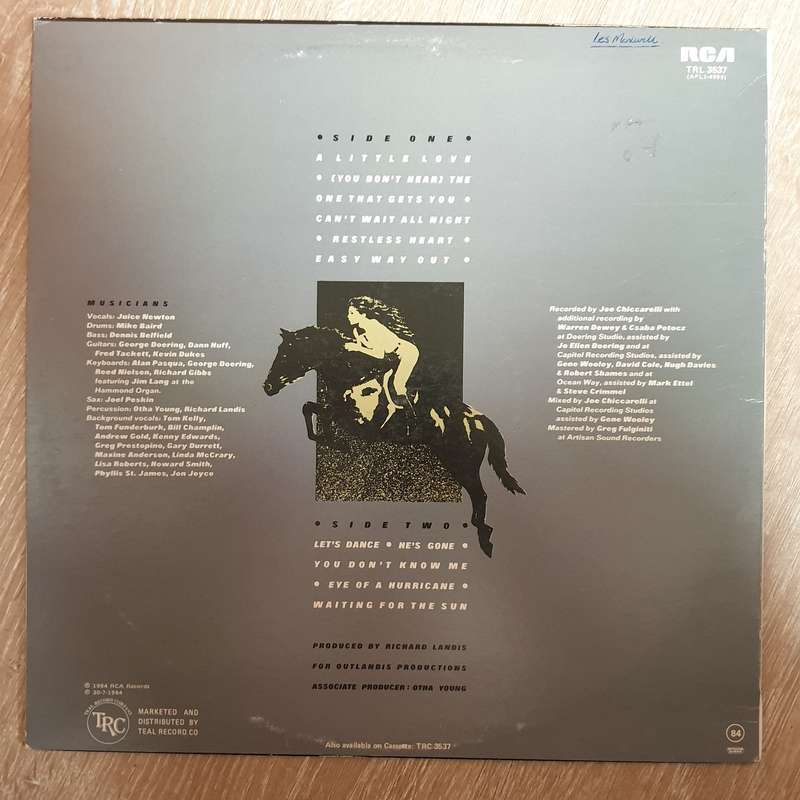 Les Maxwell
RCA
TRL 3537
• SIDE ONE •
A LITTLE LOVE
• (YOU DON'T HEAR) THE
ONE THAT GETS YOU •
CAN'T WAIT ALL NIGHT
• RESTLESS HEART •
EASY WAY OUT •
MUSICIANS
Vocals: Juice Newton
Drums: Mike Baird
Bass: Dennis Belfield
Guitars: George Doering, Dann Huff,
Fred Tackett, Kevin Dukes
Keyboards: Alan Pasqua, George Doering,
Reed Nielsen, Richard Gibbs
featuring Jim Lang at the
Hammond Organ.
Sax: Joel Peskin
Percussion: Otha Young, Richard Landis
Background vocals: Tom Kelly,
Tom Funderburk, Bill Champlin,
Andrew Gold, Kenny Edwards,
Greg Prestopino, Gary Durrett,
Maxine Anderson, Linda McCrary,
Lisa Roberts, Howard Smith,
Phyllis St. James, Jon Joyce
Recorded by Joe Chiccarelli with
additional recording by
Warren Dewey & Csaba Petocz
at Doering Studio, assisted by
Jo Ellen Doering and at
Capitol Recording Studios, assisted by
Gene Wooley, David Cole, Hugh Davies
& Robert Shames and at
Ocean Way, assisted by Mark Ettel
& Steve Crimmel
Mixed by Joe Chiccarelli at
Capitol Recording Studios
assisted by Gene Wooley
Mastered by Greg Fulginiti
at Artisan Sound Recorders
• SIDE TWO •
LET'S DANCE • HE'S GONE •
YOU DON'T KNOW ME
• EYE OF A HURRICANE •
WAITING FOR THE SUN
PRODUCED BY RICHARD LANDIS
FOR OUTLANDIS PRODUCTIONS
ASSOCIATE PRODUCER: OTHA YOUNG
℗ 1984 RCA Records
© 30-7-1984
TEAL RECORD COMPANY
TRC
MARKETED AND
DISTRIBUTED BY
TEAL RECORD CO
Also available on Cassette: TRC 3537
84